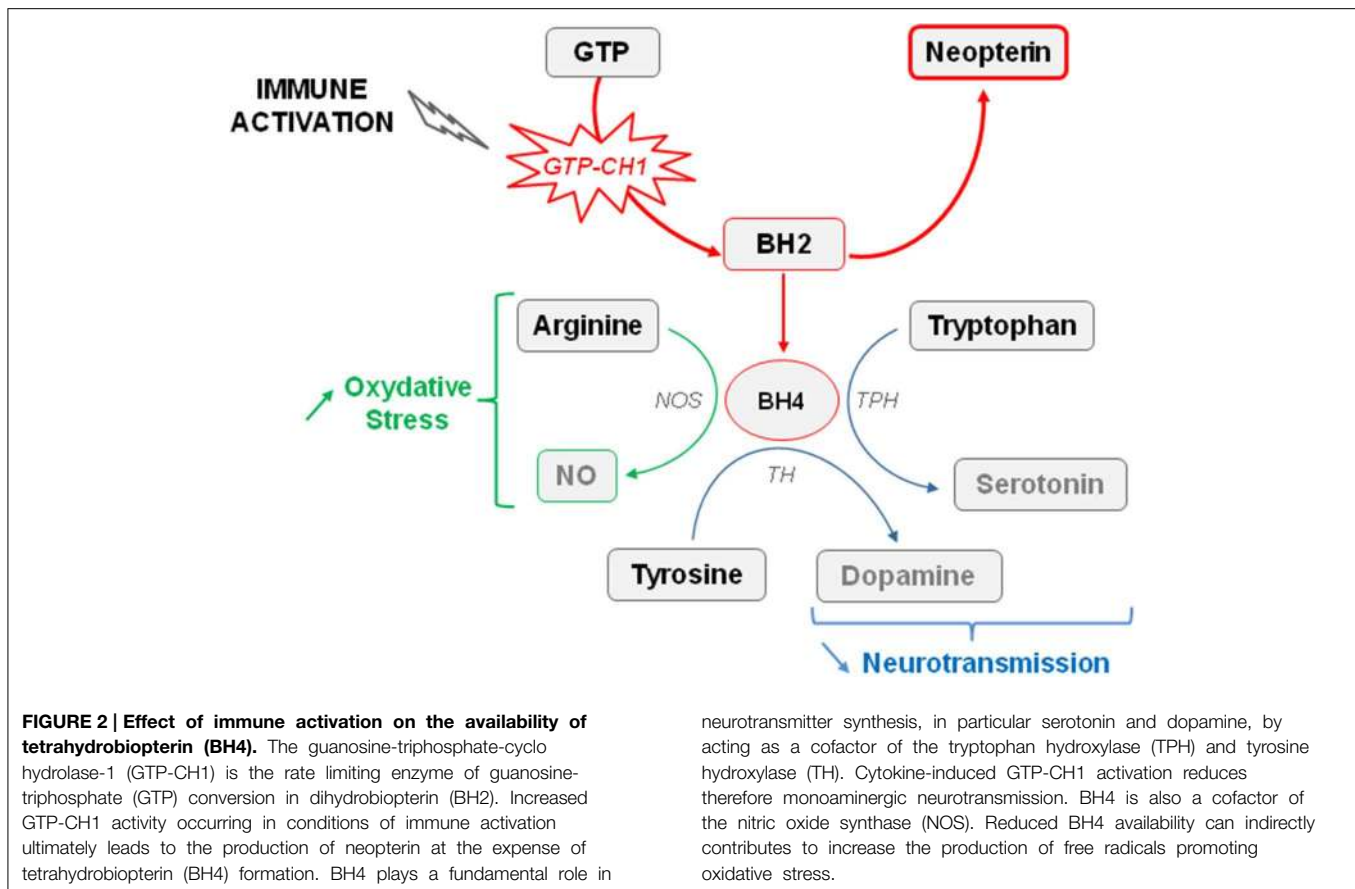 GTP
Neopterin
IMMUNE
ACTIVATION
GTP-CH1
BH2
Arginine
Tryptophan
Oxydative
Stress
NOS
BH4
TPH
NO
TH
Serotonin
Tyrosine
Dopamine
Neurotransmission
FIGURE 2 | Effect of immune activation on the availability of
tetrahydrobiopterin (BH4). The guanosine-triphosphate-cyclo
hydrolase-1 (GTP-CH1) is the rate limiting enzyme of guanosine-
triphosphate (GTP) conversion in dihydrobiopterin (BH2). Increased
GTP-CH1 activity occurring in conditions of immune activation
ultimately leads to the production of neopterin at the expense of
tetrahydrobiopterin (BH4) formation. BH4 plays a fundamental role in
neurotransmitter synthesis, in particular serotonin and dopamine, by
acting as a cofactor of the tryptophan hydroxylase (TPH) and tyrosine
hydroxylase (TH). Cytokine-induced GTP-CH1 activation reduces
therefore monoaminergic neurotransmission. BH4 is also a cofactor of
the nitric oxide synthase (NOS). Reduced BH4 availability can indirectly
contributes to increase the production of free radicals promoting
oxidative stress.